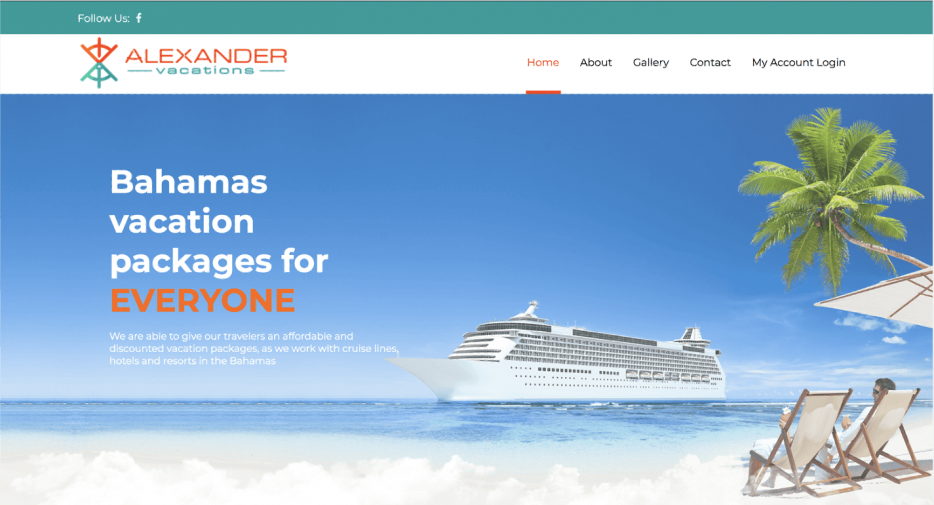 Follow Us:
ALEXANDER
vacations
Home About Gallery Contact My Account Login
Bahamas
vacation
packages for
EVERYONE
We are able to give our travelers an affordable and
discounted vacation packages, as we work with cruise lines,
hotels and resorts in the Bahamas